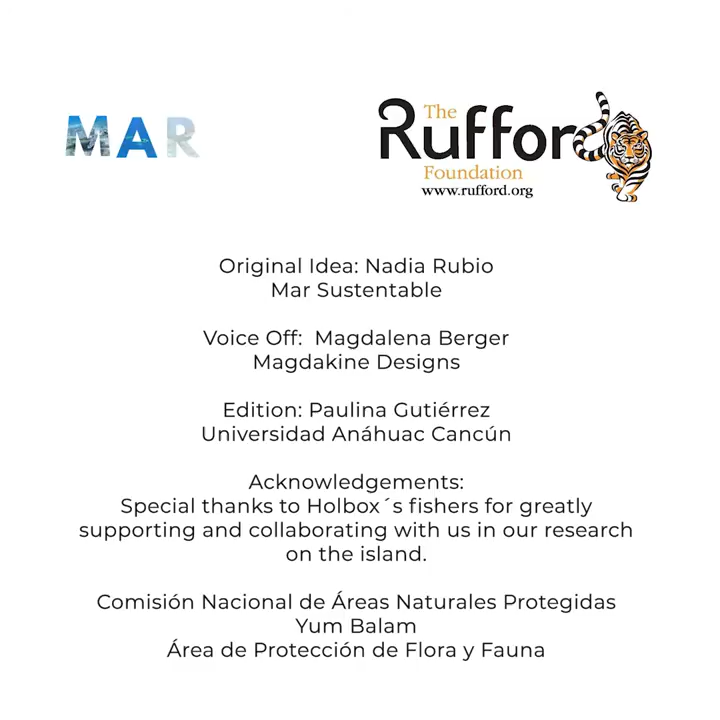 MAR
The
Rufford
Foundation
www.rufford.org
Original Idea: Nadia Rubio
Mar Sustentable
Voice Off:  Magdalena Berger
Magdakine Designs
Edition: Paulina Gutiérrez
Universidad Anáhuac Cancún
Acknowledgements:
Special thanks to Holbox´s fishers for greatly
supporting and collaborating with us in our research
on the island.
Comisión Nacional de Áreas Naturales Protegidas
Yum Balam
Área de Protección de Flora y Fauna